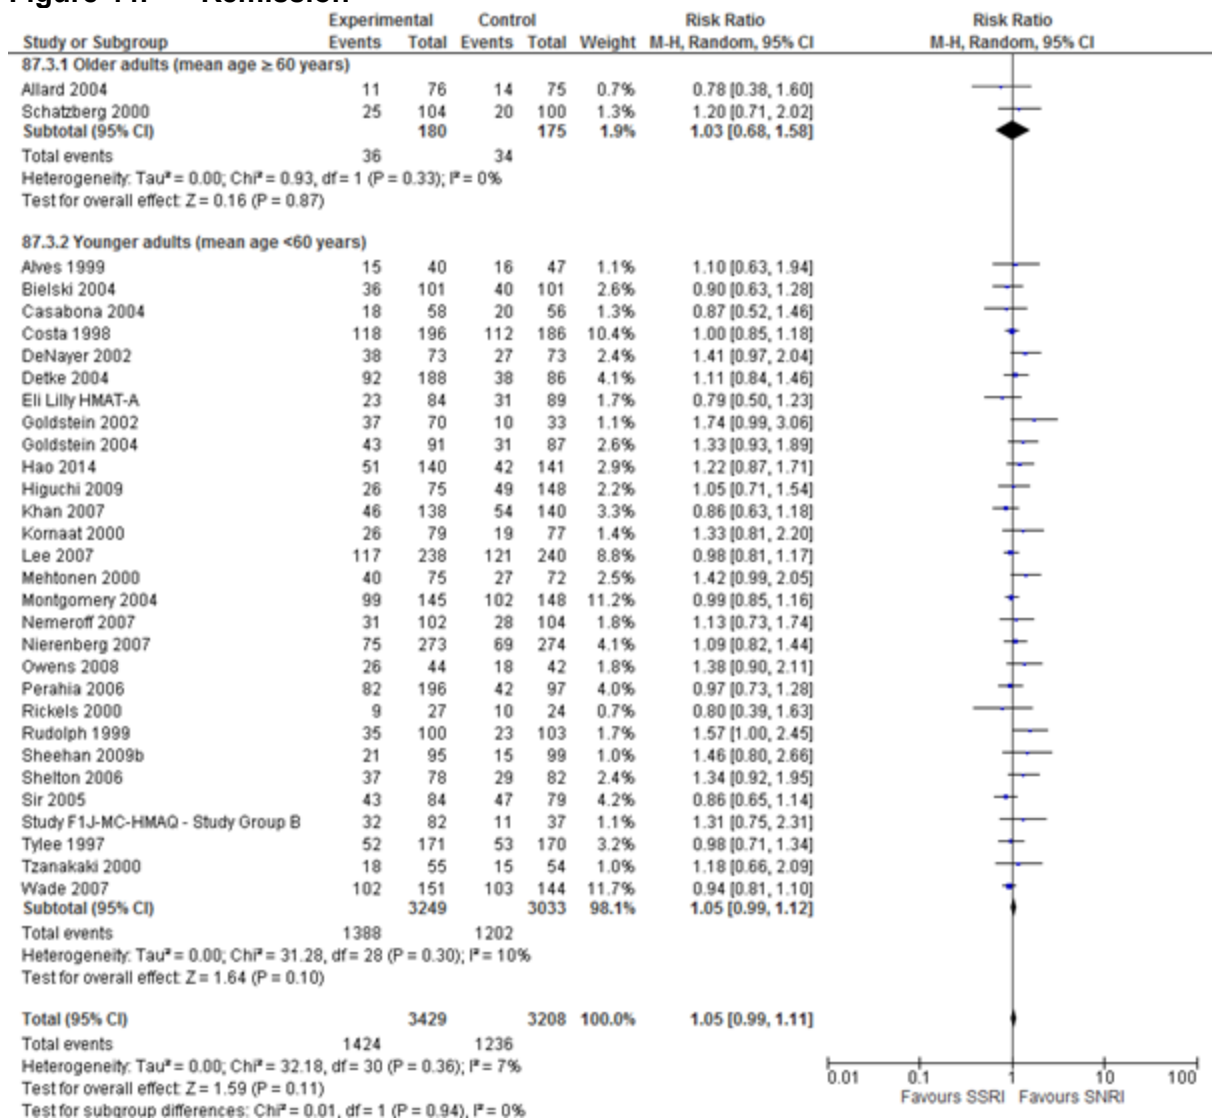 Figure 14: Remission
Experimental Control Risk Ratio Risk Ratio
Study or Subgroup Events Total Events Total Weight M-H, Random, 95% CI M-H, Random, 95% CI
87.3.1 Older adults (mean age ≥ 60 years)
Allard 2004 11 76 14 75 0.7% 0.78 [0.38, 1.60]
Schatzberg 2000 25 104 20 100 1.3% 1.20 [0.71, 2.02]
Subtotal (95% CI) 180 175 1.9% 1.03 [0.68, 1.58]
Total events 36 34
Heterogeneity: Tau² = 0.00; Chi² = 0.93, df = 1 (P = 0.33); I² = 0%
Test for overall effect: Z = 0.16 (P = 0.87)
87.3.2 Younger adults (mean age <60 years)
Alves 1999 15 40 16 47 1.1% 1.10 [0.63, 1.94]
Bielski 2004 36 101 40 101 2.6% 0.90 [0.63, 1.28]
Casabona 2004 18 58 20 56 1.3% 0.87 [0.52, 1.46]
Costa 1998 118 196 112 186 10.4% 1.00 [0.85, 1.18]
DeNayer 2002 38 73 27 73 2.4% 1.41 [0.97, 2.04]
Detke 2004 92 188 38 86 4.1% 1.11 [0.84, 1.46]
Eli Lilly HMAT-A 23 84 31 89 1.7% 0.79 [0.50, 1.23]
Goldstein 2002 37 70 10 33 1.1% 1.74 [0.99, 3.06]
Goldstein 2004 43 91 31 87 2.6% 1.33 [0.93, 1.89]
Hao 2014 51 140 42 141 2.9% 1.22 [0.87, 1.71]
Higuchi 2009 26 75 49 148 2.2% 1.05 [0.71, 1.54]
Khan 2007 46 138 54 140 3.3% 0.86 [0.63, 1.18]
Kornaat 2000 26 79 19 77 1.4% 1.33 [0.81, 2.20]
Lee 2007 117 238 121 240 8.8% 0.98 [0.81, 1.17]
Mehtonen 2000 40 75 27 72 2.5% 1.42 [0.99, 2.05]
Montgomery 2004 99 145 102 148 11.2% 0.99 [0.85, 1.16]
Nemeroff 2007 31 102 28 104 1.8% 1.13 [0.73, 1.74]
Nierenberg 2007 75 273 69 274 4.1% 1.09 [0.82, 1.44]
Owens 2008 26 44 18 42 1.8% 1.38 [0.90, 2.11]
Perahia 2006 82 196 42 97 4.0% 0.97 [0.73, 1.28]
Rickels 2000 9 27 10 24 0.7% 0.80 [0.39, 1.63]
Rudolph 1999 35 100 23 103 1.7% 1.57 [1.00, 2.45]
Sheehan 2009b 21 95 15 99 1.0% 1.46 [0.80, 2.66]
Shelton 2006 37 78 29 82 2.4% 1.34 [0.92, 1.95]
Sir 2005 43 84 47 79 4.2% 0.86 [0.65, 1.14]
Study F1J-MC-HMAQ - Study Group B 32 82 11 37 1.1% 1.31 [0.75, 2.31]
Tylee 1997 52 171 53 170 3.2% 0.98 [0.71, 1.34]
Tzanakaki 2000 18 55 15 54 1.0% 1.18 [0.66, 2.09]
Wade 2007 102 151 103 144 11.7% 0.94 [0.81, 1.10]
Subtotal (95% CI) 3249 3033 98.1% 1.05 [0.99, 1.12]
Total events 1388 1202
Heterogeneity: Tau² = 0.00; Chi² = 31.28, df = 28 (P = 0.30); I² = 10%
Test for overall effect: Z = 1.64 (P = 0.10)
Total (95% CI) 3429 3208 100.0% 1.05 [0.99, 1.11]
Total events 1424 1236
Heterogeneity: Tau² = 0.00; Chi² = 32.18, df = 30 (P = 0.36); I² = 7%
Test for overall effect: Z = 1.59 (P = 0.11)
Test for subgroup differences: Chi² = 0.01, df = 1 (P = 0.94), I² = 0%
0.01 0.1 1 10 100
Favours SSRI Favours SNRI